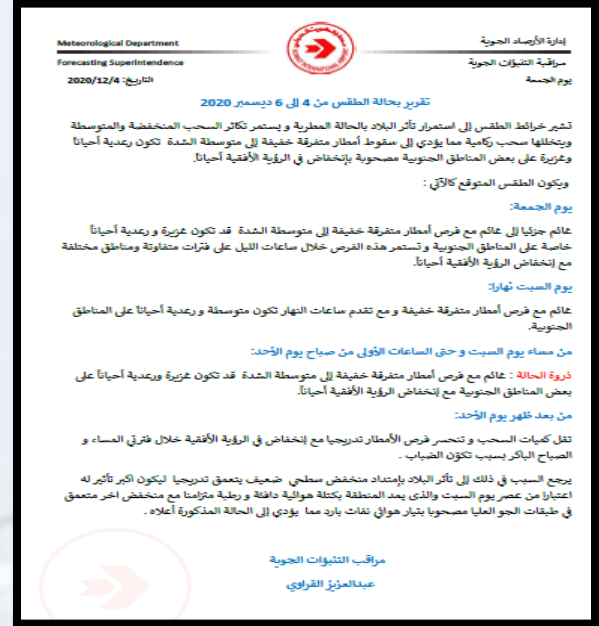 Meteorological Department
إدارة الأرصاد الجوية
Forecasting Superintendence
مراقبة التنبؤات الجوية
التاريخ: 2020/12/4
يوم الجمعة
تقرير بحالة الطقس من 4 إلى 6 ديسمبر 2020
تشير خرائط الطقس إلى استمرار تأثر البلاد بالحالة المطرية و يستمر تكاثر السحب المنخفضة والمتوسطة
ويتخللها سحب ركامية مما يؤدي إلى سقوط أمطار متفرقة خفيفة إلى متوسطة الشدة تكون رعدية أحياناً
وغزيرة على بعض المناطق الجنوبية مصحوبة بإنخفاض في الرؤية الأفقية أحياناً.
ويكون الطقس المتوقع كالآتي :
يوم الجمعة:
غائم جزئيا إلى غائم مع فرص أمطار متفرقة خفيفة إلى متوسطة الشدة قد تكون غزيرة و رعدية أحياناً
خاصة على المناطق الجنوبية و تستمر هذه الفرص خلال ساعات الليل على فترات متفاوتة ومناطق مختلفة
مع إنخفاض الرؤية الأفقية أحياناً.
يوم السبت نهارا:
غائم مع فرص أمطار متفرقة خفيفة و مع تقدم ساعات النهار تكون متوسطة و رعدية أحياناً على المناطق
الجنوبية.
من مساء يوم السبت و حتى الساعات الأولى من صباح يوم الأحد:
ذروة الحالة : غائم مع فرص أمطار متفرقة خفيفة إلى متوسطة الشدة قد تكون غزيرة ورعدية أحياناً على
بعض المناطق الجنوبية مع إنخفاض الرؤية الأفقية أحياناً.
من بعد ظهر يوم الأحد:
تقل كميات السحب و تنحسر فرص الأمطار تدريجيا مع إنخفاض في الرؤية الأفقية خلال فترتي المساء و
الصباح الباكر بسبب تكوّن الضباب .
يرجع السبب في ذلك إلى تأثر البلاد بإمتداد منخفض سطحي ضعيف يتعمق تدريجيا ليكون اكبر تأثير له
اعتبارا من عصر يوم السبت والذى يمد المنطقة بكتلة هوائية دافئة و رطبة متزامنا مع منخفض اخر متعمق
في طبقات الجو العليا مصحوبا بتيار هوائي نفاث بارد مما يؤدي إلى الحالة المذكورة أعلاه .
مراقب التنبؤات الجوية
عبدالعزيز القراوي